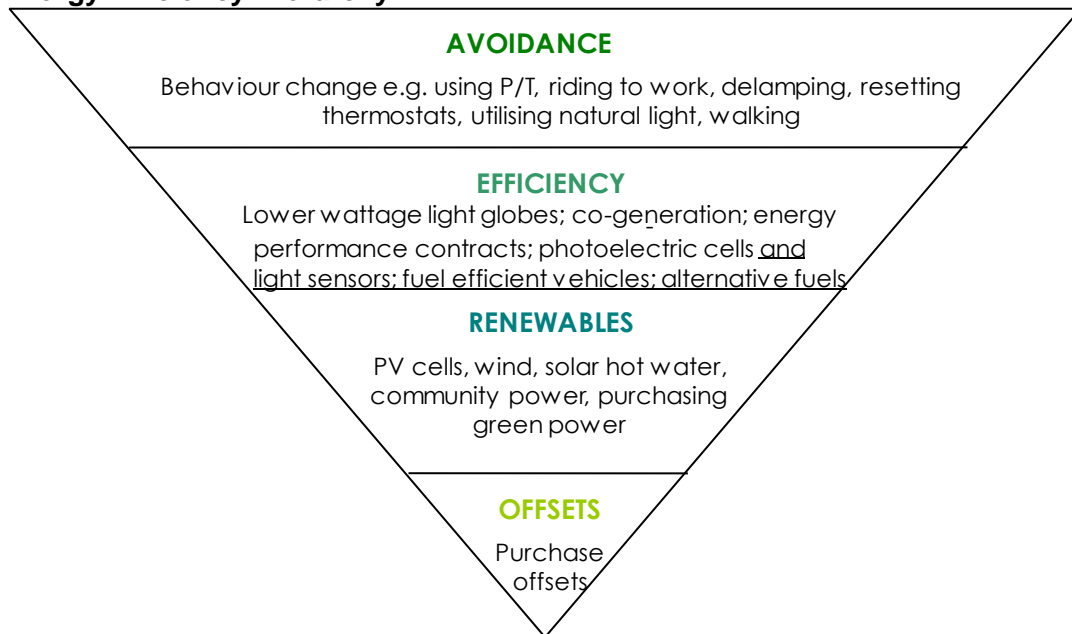 AVOIDANCE
Behaviour change e.g. using P/T, riding to work, delamping, resetting
thermostats, utilising natural light, walking
EFFICIENCY
Lower wattage light globes; co-generation; energy
performance contracts; photoelectric cells and
light sensors; fuel efficient vehicles; alternative fuels
RENEWABLES
PV cells, wind, solar hot water,
community power, purchasing
green power
OFFSETS
Purchase
offsets